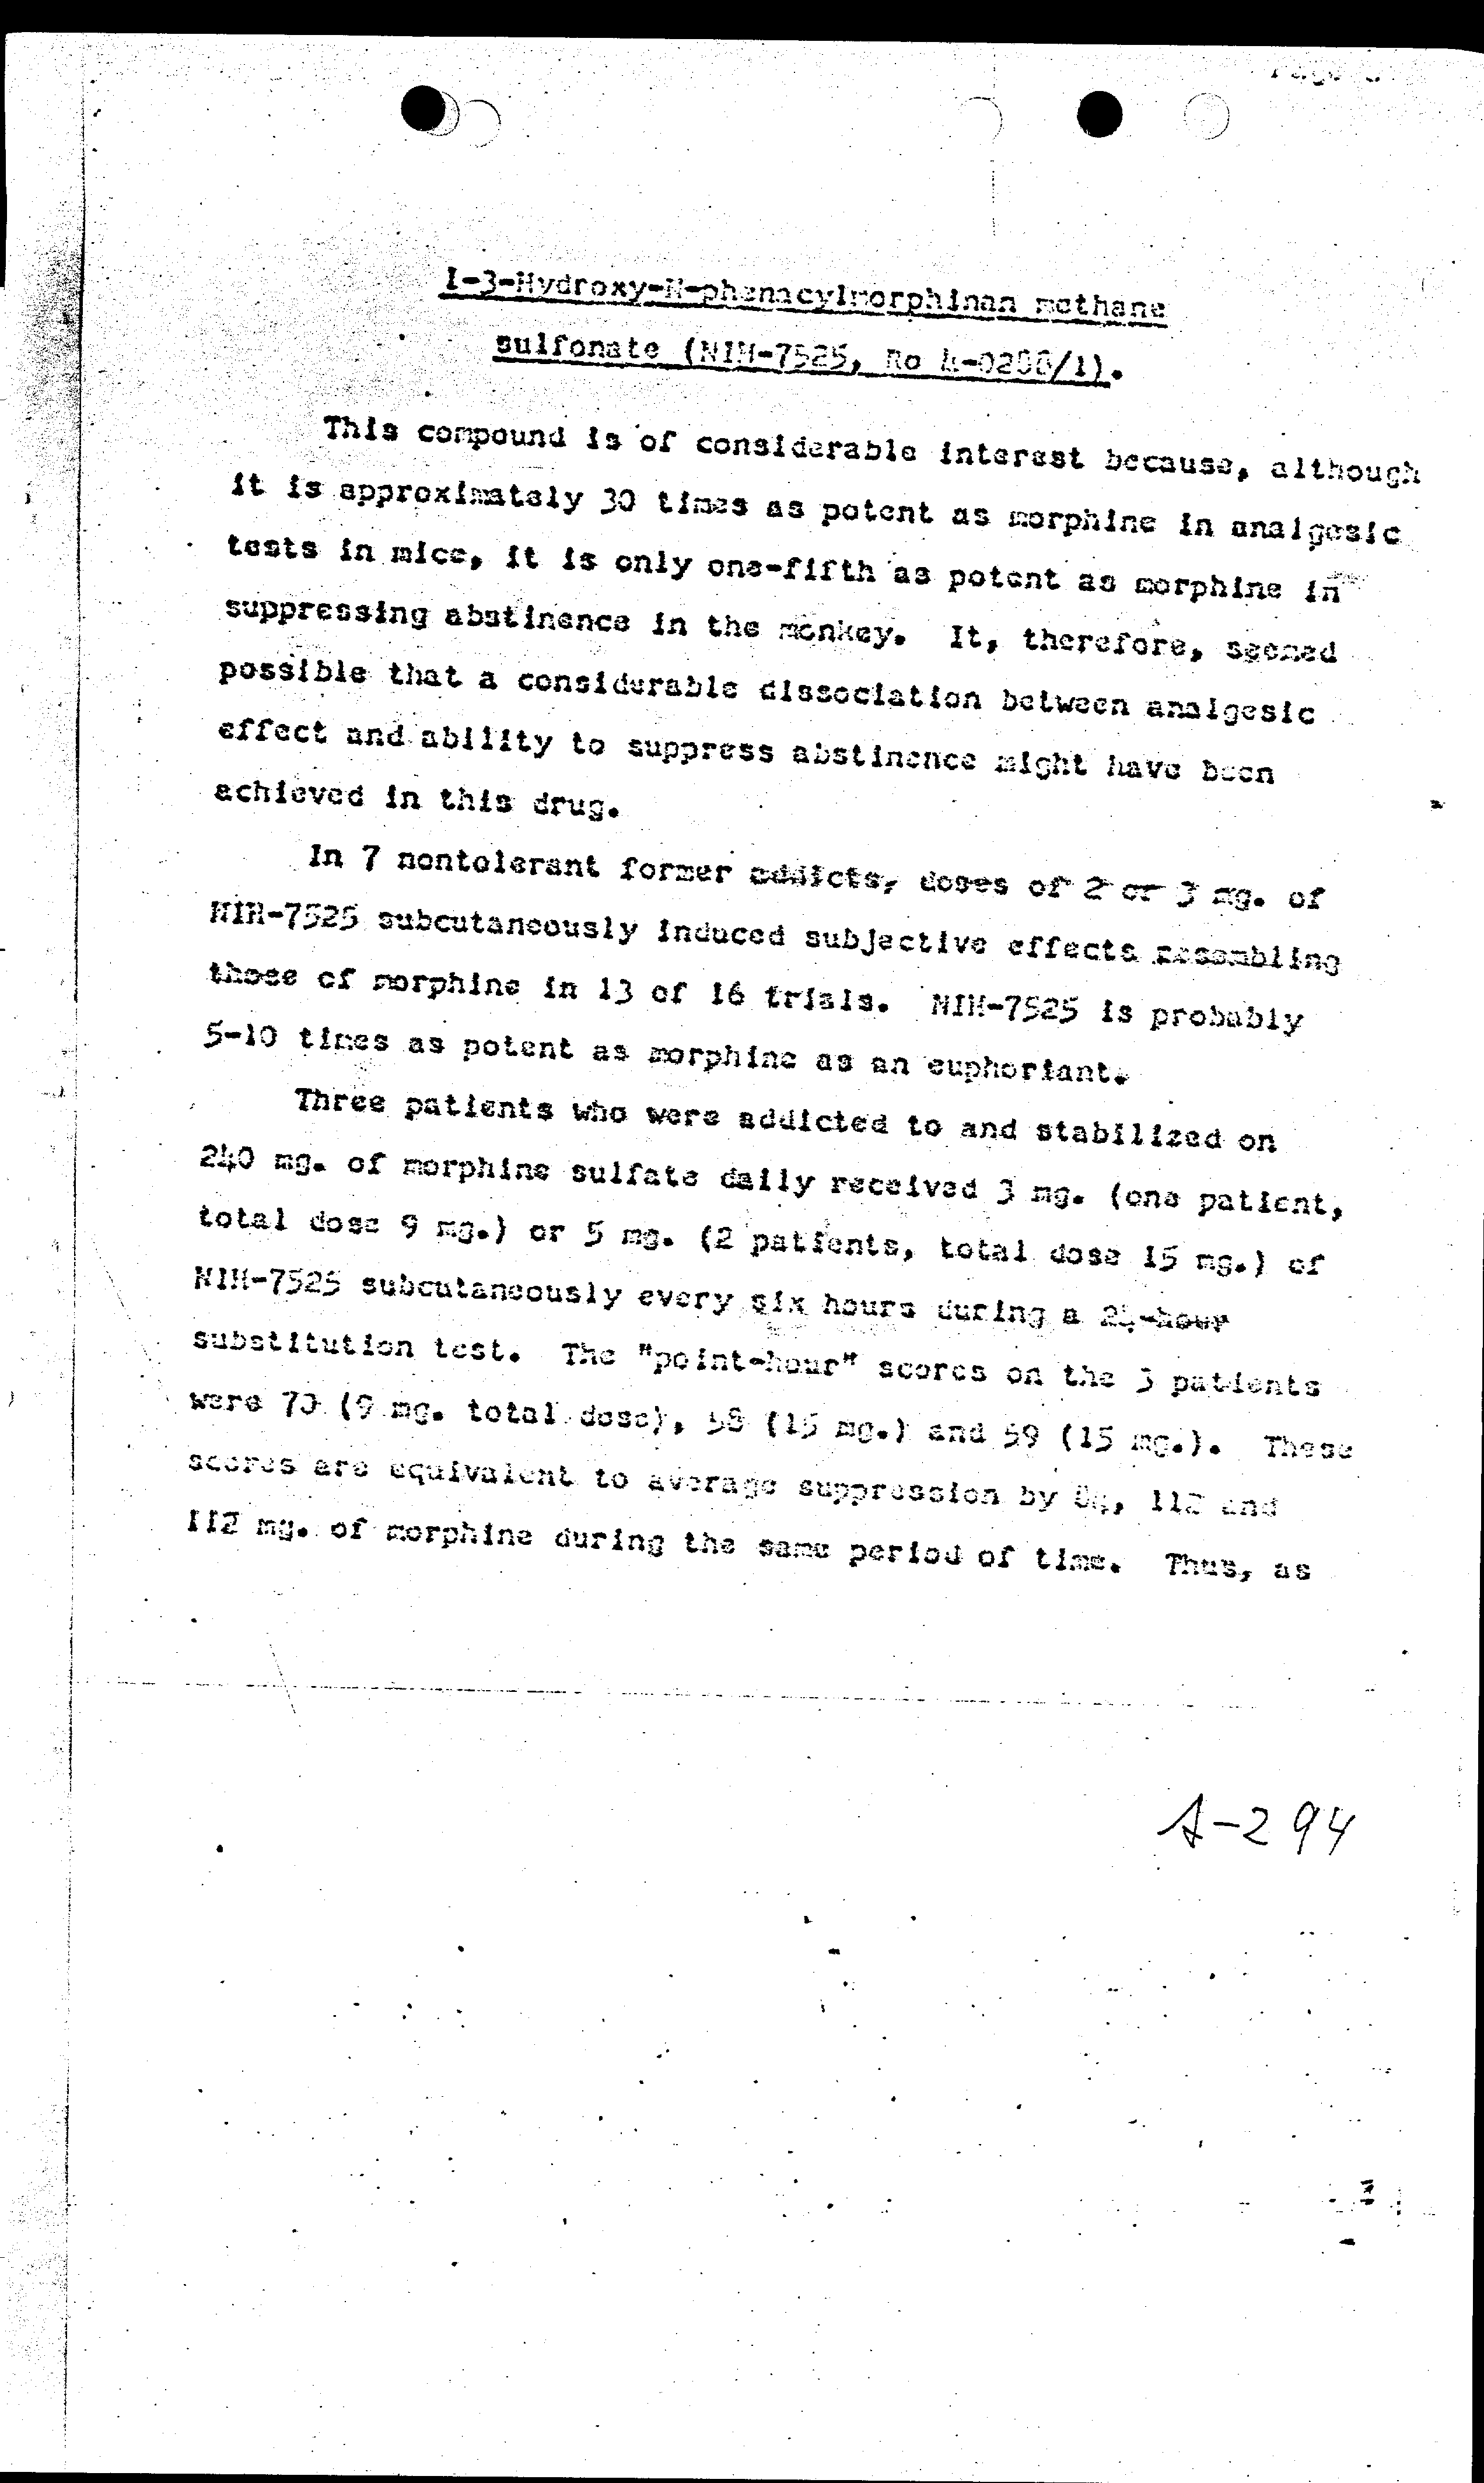 Page
l-3-Hydroxy-N-phenacylmorphinan methane
sulfonate (NIH-7525, Ro 4-0288/1).
This compound is of considerable interest because, although
it is approximately 30 times as potent as morphine in analgesic
tests in mice, it is only one-fifth as potent as morphine in
suppressing abstinence in the monkey. It, therefore, seemed
possible that a considerable dissociation between analgesic
effect and ability to suppress abstinence might have been
achieved in this drug.
In 7 nontolerant former addicts, doses of 2 or 3 mg. of
NIH-7525 subcutaneously induced subjective effects resembling
those of morphine in 13 of 16 trials. NIH-7525 is probably
5-10 times as potent as morphine as an euphoriant.
Three patients who were addicted to and stabilized on
240 mg. of morphine sulfate daily received 3 mg. (one patient,
total dose 9 mg.) or 5 mg. (2 patients, total dose 15 mg.) of
NIH-7525 subcutaneously every six hours during a 24-hour
substitution test. The "point-hour" scores on the 3 patients
were 70 (9 mg. total dose), 58 (15 mg.) and 59 (15 mg.). These
scores are equivalent to average suppression by 84, 112 and
112 mg. of morphine during the same period of time. Thus, as
A-294